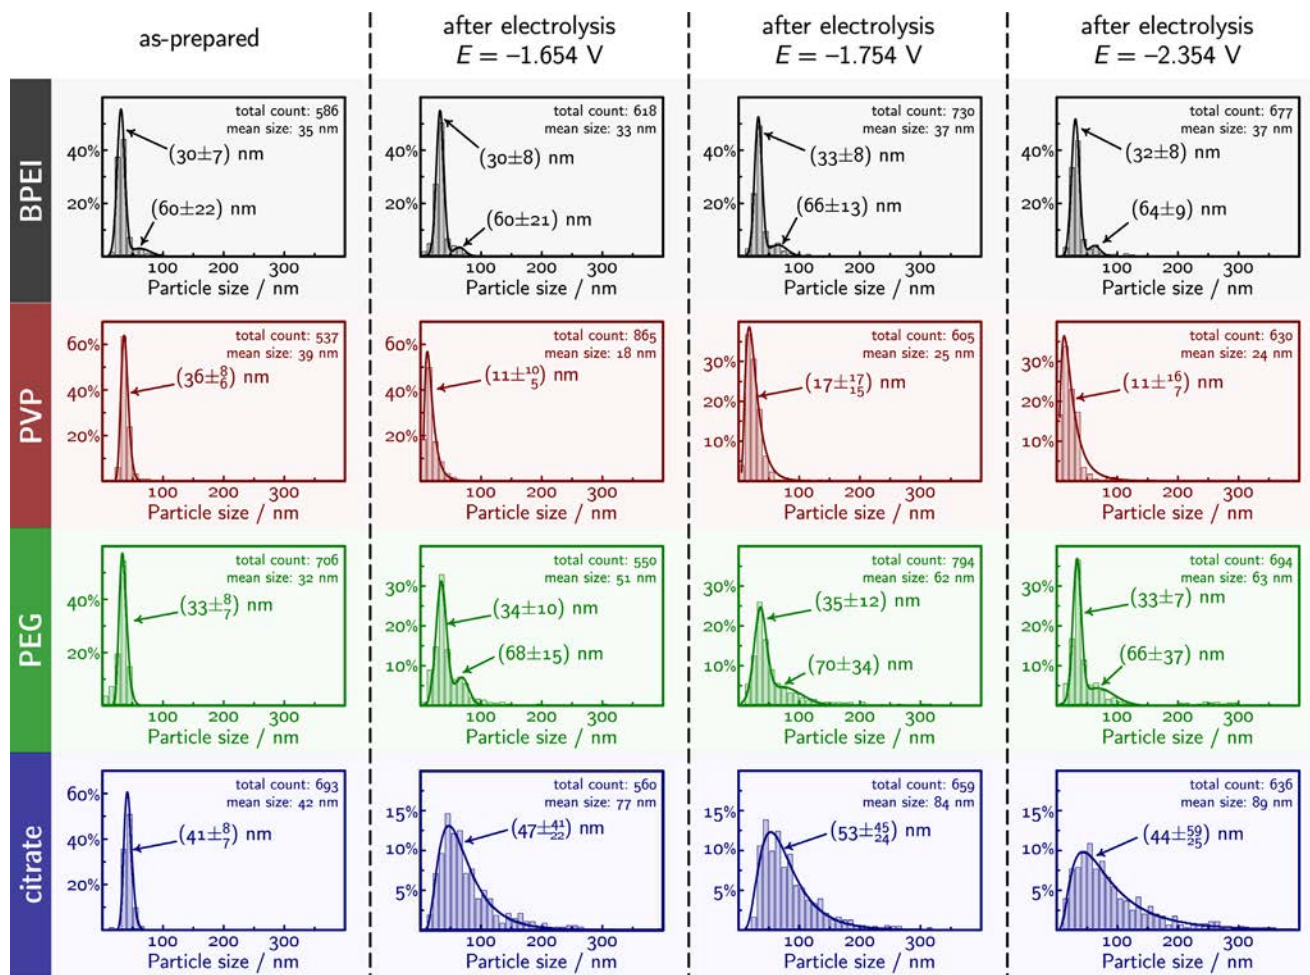 as-prepared
after electrolysis
E = –1.654 V
after electrolysis
E = –1.754 V
after electrolysis
E = –2.354 V
BPEI
total count: 586
mean size: 35 nm
40%
20%
(30±7) nm
(60±22) nm
100 200 300
Particle size / nm
total count: 618
mean size: 33 nm
40%
20%
(30±8) nm
(60±21) nm
100 200 300
Particle size / nm
total count: 730
mean size: 37 nm
40%
20%
(33±8) nm
(66±13) nm
100 200 300
Particle size / nm
total count: 677
mean size: 37 nm
40%
20%
(32±8) nm
(64±9) nm
100 200 300
Particle size / nm
PVP
total count: 537
mean size: 39 nm
60%
40%
20%
(36±8/6) nm
100 200 300
Particle size / nm
total count: 865
mean size: 18 nm
60%
40%
20%
(11±10/5) nm
100 200 300
Particle size / nm
total count: 605
mean size: 25 nm
30%
20%
10%
(17±17/15) nm
100 200 300
Particle size / nm
total count: 630
mean size: 24 nm
30%
20%
10%
(11±16/7) nm
100 200 300
Particle size / nm
PEG
total count: 706
mean size: 32 nm
40%
20%
(33±8/7) nm
100 200 300
Particle size / nm
total count: 550
mean size: 51 nm
30%
20%
10%
(34±10) nm
(68±15) nm
100 200 300
Particle size / nm
total count: 794
mean size: 62 nm
30%
20%
10%
(35±12) nm
(70±34) nm
100 200 300
Particle size / nm
total count: 694
mean size: 63 nm
30%
20%
10%
(33±7) nm
(66±37) nm
100 200 300
Particle size / nm
citrate
total count: 693
mean size: 42 nm
60%
40%
20%
(41±8/7) nm
100 200 300
Particle size / nm
total count: 560
mean size: 77 nm
15%
10%
5%
(47±41/22) nm
100 200 300
Particle size / nm
total count: 659
mean size: 84 nm
15%
10%
5%
(53±45/24) nm
100 200 300
Particle size / nm
total count: 636
mean size: 89 nm
15%
10%
5%
(44±59/25) nm
100 200 300
Particle size / nm